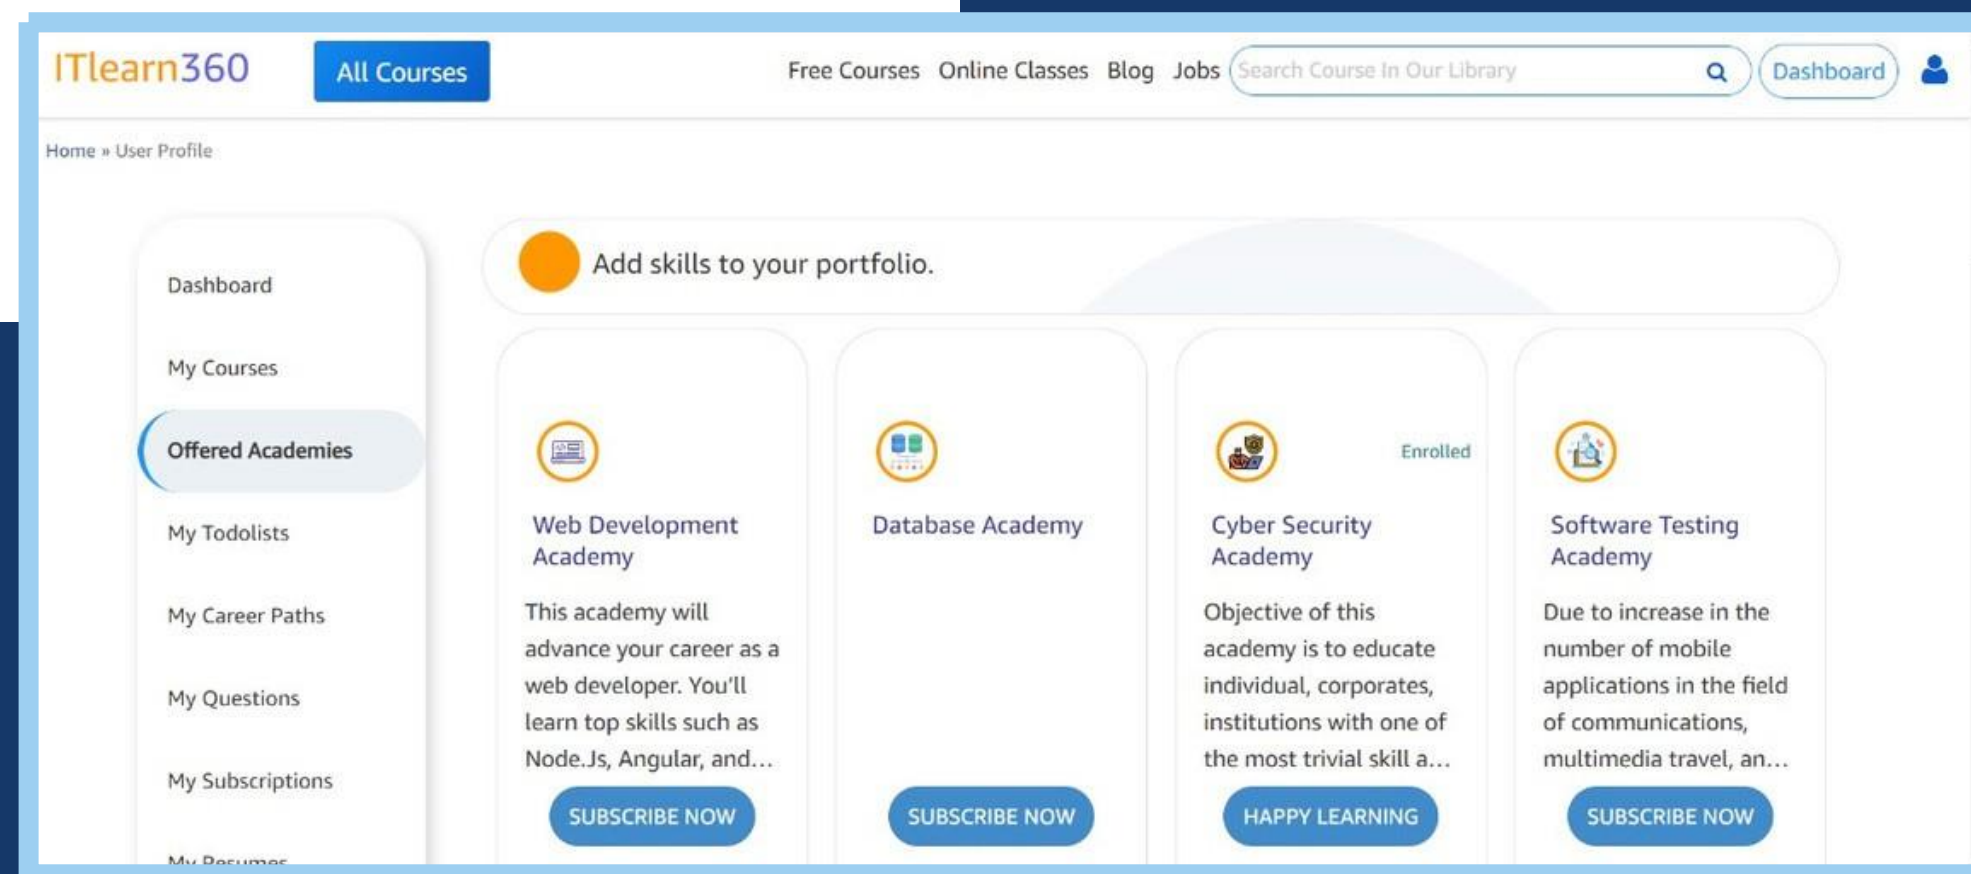 ITlearn360
All Courses
Free Courses Online Classes Blog Jobs Search Course In Our Library Dashboard
Home » User Profile
Dashboard
My Courses
Offered Academies
My Todolists
My Career Paths
My Questions
My Subscriptions
My Resumes
Add skills to your portfolio.
Web Development
Academy
This academy will
advance your career as a
web developer. You'll
learn top skills such as
Node.Js, Angular, and...
SUBSCRIBE NOW
Database Academy
SUBSCRIBE NOW
Enrolled
Cyber Security
Academy
Objective of this
academy is to educate
individual, corporates,
institutions with one of
the most trivial skill a...
HAPPY LEARNING
Software Testing
Academy
Due to increase in the
number of mobile
applications in the field
of communications,
multimedia travel, an...
SUBSCRIBE NOW